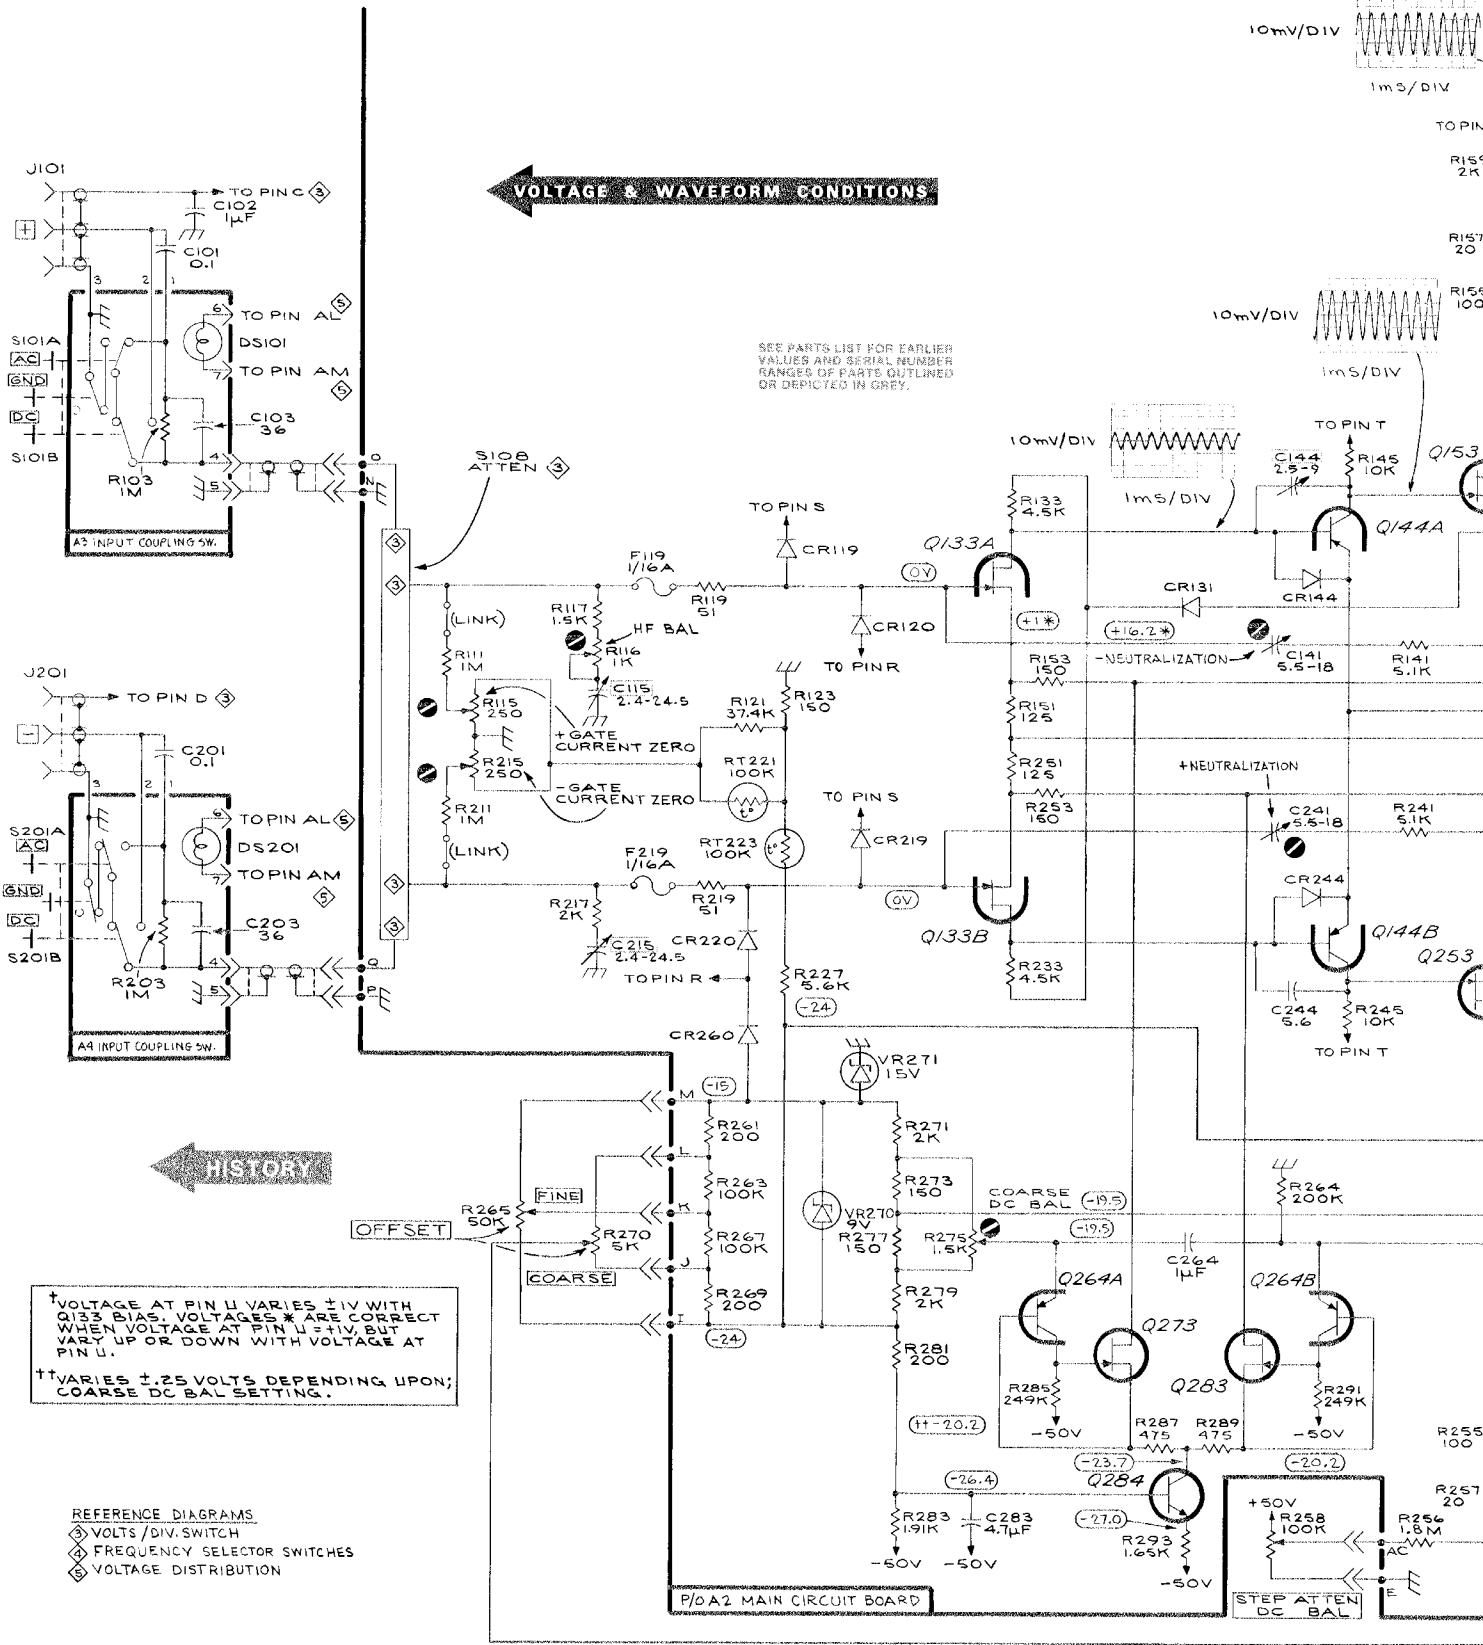 10mV/DIV
1mS/DIV
TO PIN
R159
2K
R157
20
J101
TO PIN C 3
C102
1µF
VOLTAGE & WAVEFORM CONDITIONS
+
C101
0.1
3 2 1
6 TO PIN AL 5
DS101
7 TO PIN AM 5
S101A
AC
GND
DC
S101B
C103
36
4
5
R103
1M
A3 INPUT COUPLING SW.
O
N
S108
ATTEN 3
SEE PARTS LIST FOR EARLIER
VALUES AND SERIAL NUMBER
RANGES OF PARTS OUTLINED
OR DEPICTED IN GREY.
10mV/DIV
1mS/DIV
100
10mV/DIV
1mS/DIV
TO PIN T
C144
2.5-9
R145
10K
Q153
Q144A
CR144
R133
4.5K
TO PIN S
CR119
Q133A
0V
3
3
F119
1/16A
R119
51
(LINK)
R117
1.5K
HF BAL
R116
1K
CR120
TO PIN R
CR131
+1*
+16.2*
-NEUTRALIZATION
C141
5.5-18
R141
5.1K
R153
150
R111
1M
C115
2.4-24.5
R115
250
+GATE
CURRENT ZERO
R121
37.4K
R123
150
R151
125
R215
250
-GATE
CURRENT ZERO
RT221
100K
t°
R251
125
R253
150
+NEUTRALIZATION
C241
5.5-18
R241
5.1K
R211
1M
(LINK)
RT223
100K
t°
TO PIN S
CR219
J201
TO PIN D 3
-
C201
0.1
3 2 1
6 TO PIN AL 5
DS201
7 TO PIN AM
5
S201A
AC
GND
DC
S201B
C203
36
4
5
R203
1M
A4 INPUT COUPLING SW.
3
3
Q
P
F219
1/16A
R219
51
R217
2K
C215
2.4-24.5
CR220
TO PIN R
0V
Q133B
R233
4.5K
CR244
Q144B
Q253
C244
5.6
R245
10K
TO PIN T
R227
5.6K
-24
CR260
VR271
15V
M
-15
R261
200
L
R263
100K
K
R267
100K
J
R269
200
I
-24
HISTORY
R265
50K
FINE
OFFSET
R270
5K
COARSE
R271
2K
R273
150
VR270
9V
R277
150
R275
1.5K
COARSE
DC BAL
-19.5
-19.5
R279
2K
R281
200
R264
200K
C264
1µF
Q264A
Q264B
Q273
Q283
R285
249K
-50V
R291
249K
-50V
††-20.2
R287
475
R289
475
-23.7
-20.2
Q284
-26.4
-27.0
R283
1.91K
-50V
C283
4.7µF
-50V
R293
1.65K
-50V
+50V
R258
100K
R256
1.8M
AC
E
STEP ATTEN
DC BAL
R255
100
R257
20
P/O A2 MAIN CIRCUIT BOARD
†VOLTAGE AT PIN U VARIES ±1V WITH
Q133 BIAS. VOLTAGES * ARE CORRECT
WHEN VOLTAGE AT PIN U = +1V, BUT
VARY UP OR DOWN WITH VOLTAGE AT
PIN U.
††VARIES ±.25 VOLTS DEPENDING UPON;
COARSE DC BAL SETTING.
REFERENCE DIAGRAMS
3 VOLTS/DIV. SWITCH
4 FREQUENCY SELECTOR SWITCHES
5 VOLTAGE DISTRIBUTION